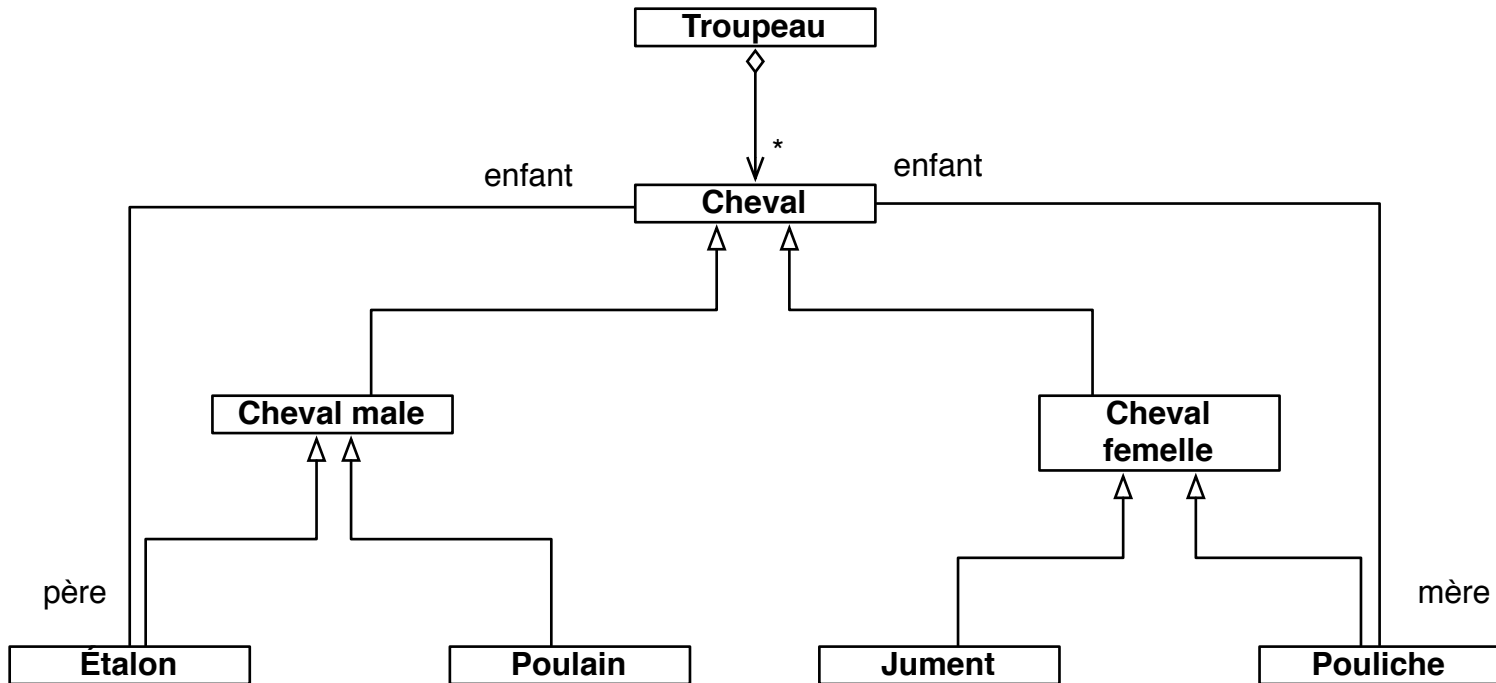 Troupeau
*
enfant
enfant
Cheval
Cheval male
Cheval
femelle
père
mère
Étalon
Poulain
Jument
Pouliche